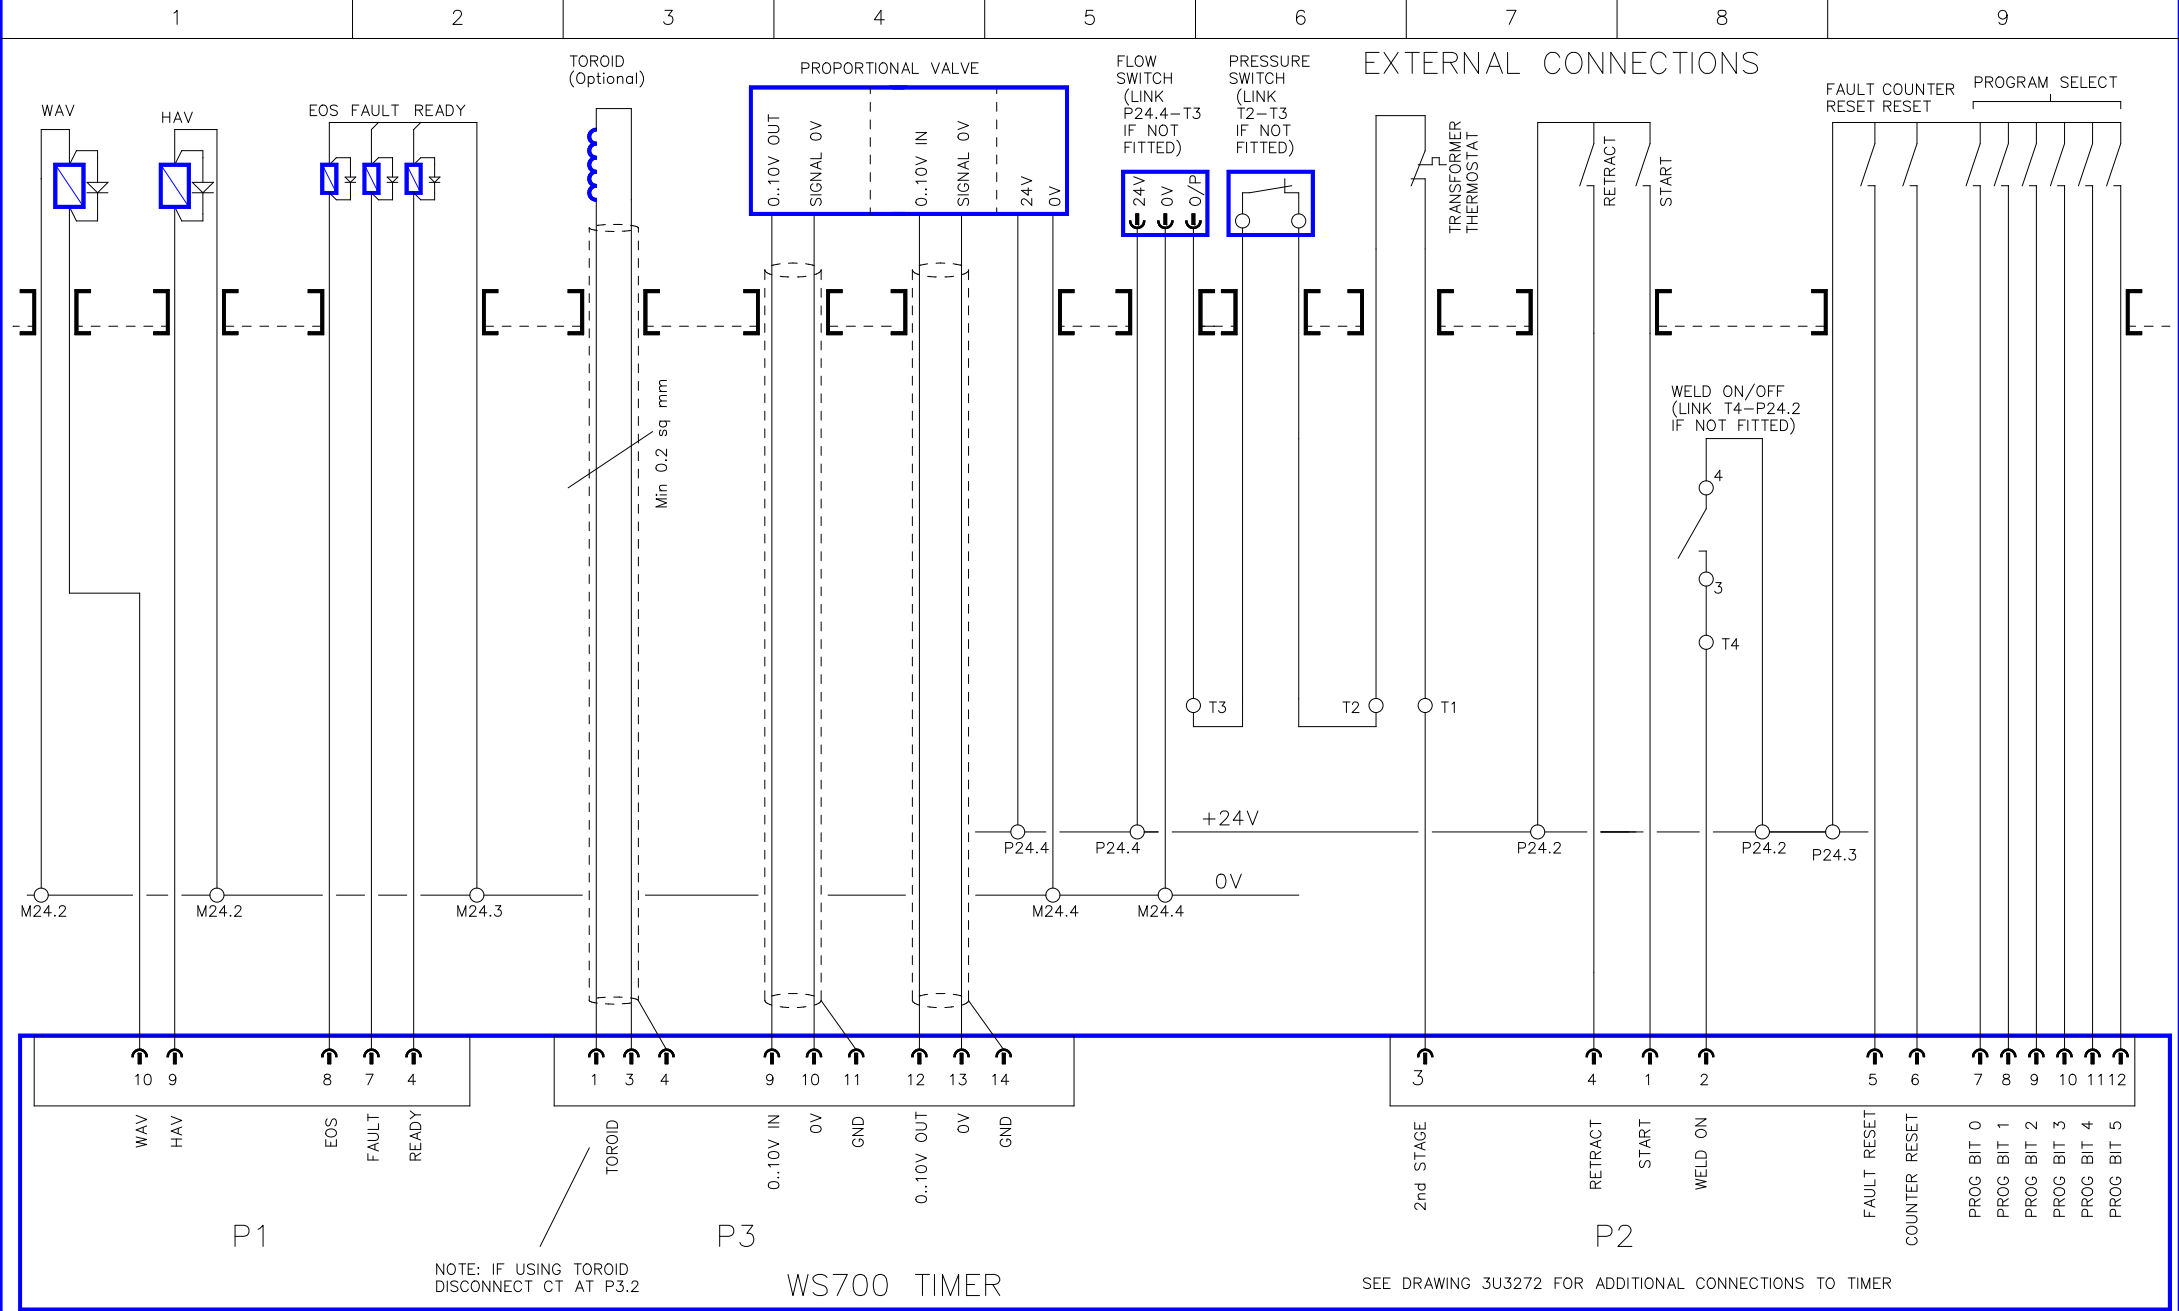 1 2 3 4 5 6 7 8 9
EXTERNAL CONNECTIONS
WAV
HAV
EOS FAULT READY
TOROID
(Optional)
PROPORTIONAL VALVE
0..10V OUT
SIGNAL 0V
0..10V IN
SIGNAL 0V
24V
0V
FLOW
SWITCH
(LINK
P24.4-T3
IF NOT
FITTED)
24V
0V
O/P
PRESSURE
SWITCH
(LINK
T2-T3
IF NOT
FITTED)
TRANSFORMER
THERMOSTAT
RETRACT
START
FAULT COUNTER
RESET RESET
PROGRAM SELECT
Min 0.2 sq mm
WELD ON/OFF
(LINK T4-P24.2
IF NOT FITTED)
4
3
T4
T3
T2
T1
+24V
P24.4
P24.4
P24.2
P24.2
P24.3
0V
M24.2
M24.2
M24.3
M24.4
M24.4
10 9 8 7 4
1 3 4 9 10 11 12 13 14
3 4 1 2 5 6 7 8 9 10 11 12
WAV
HAV
EOS
FAULT
READY
TOROID
0..10V IN
0V
GND
0..10V OUT
0V
GND
2nd STAGE
RETRACT
START
WELD ON
FAULT RESET
COUNTER RESET
PROG BIT 0
PROG BIT 1
PROG BIT 2
PROG BIT 3
PROG BIT 4
PROG BIT 5
P1
P3
P2
NOTE: IF USING TOROID
DISCONNECT CT AT P3.2
WS700 TIMER
SEE DRAWING 3U3272 FOR ADDITIONAL CONNECTIONS TO TIMER